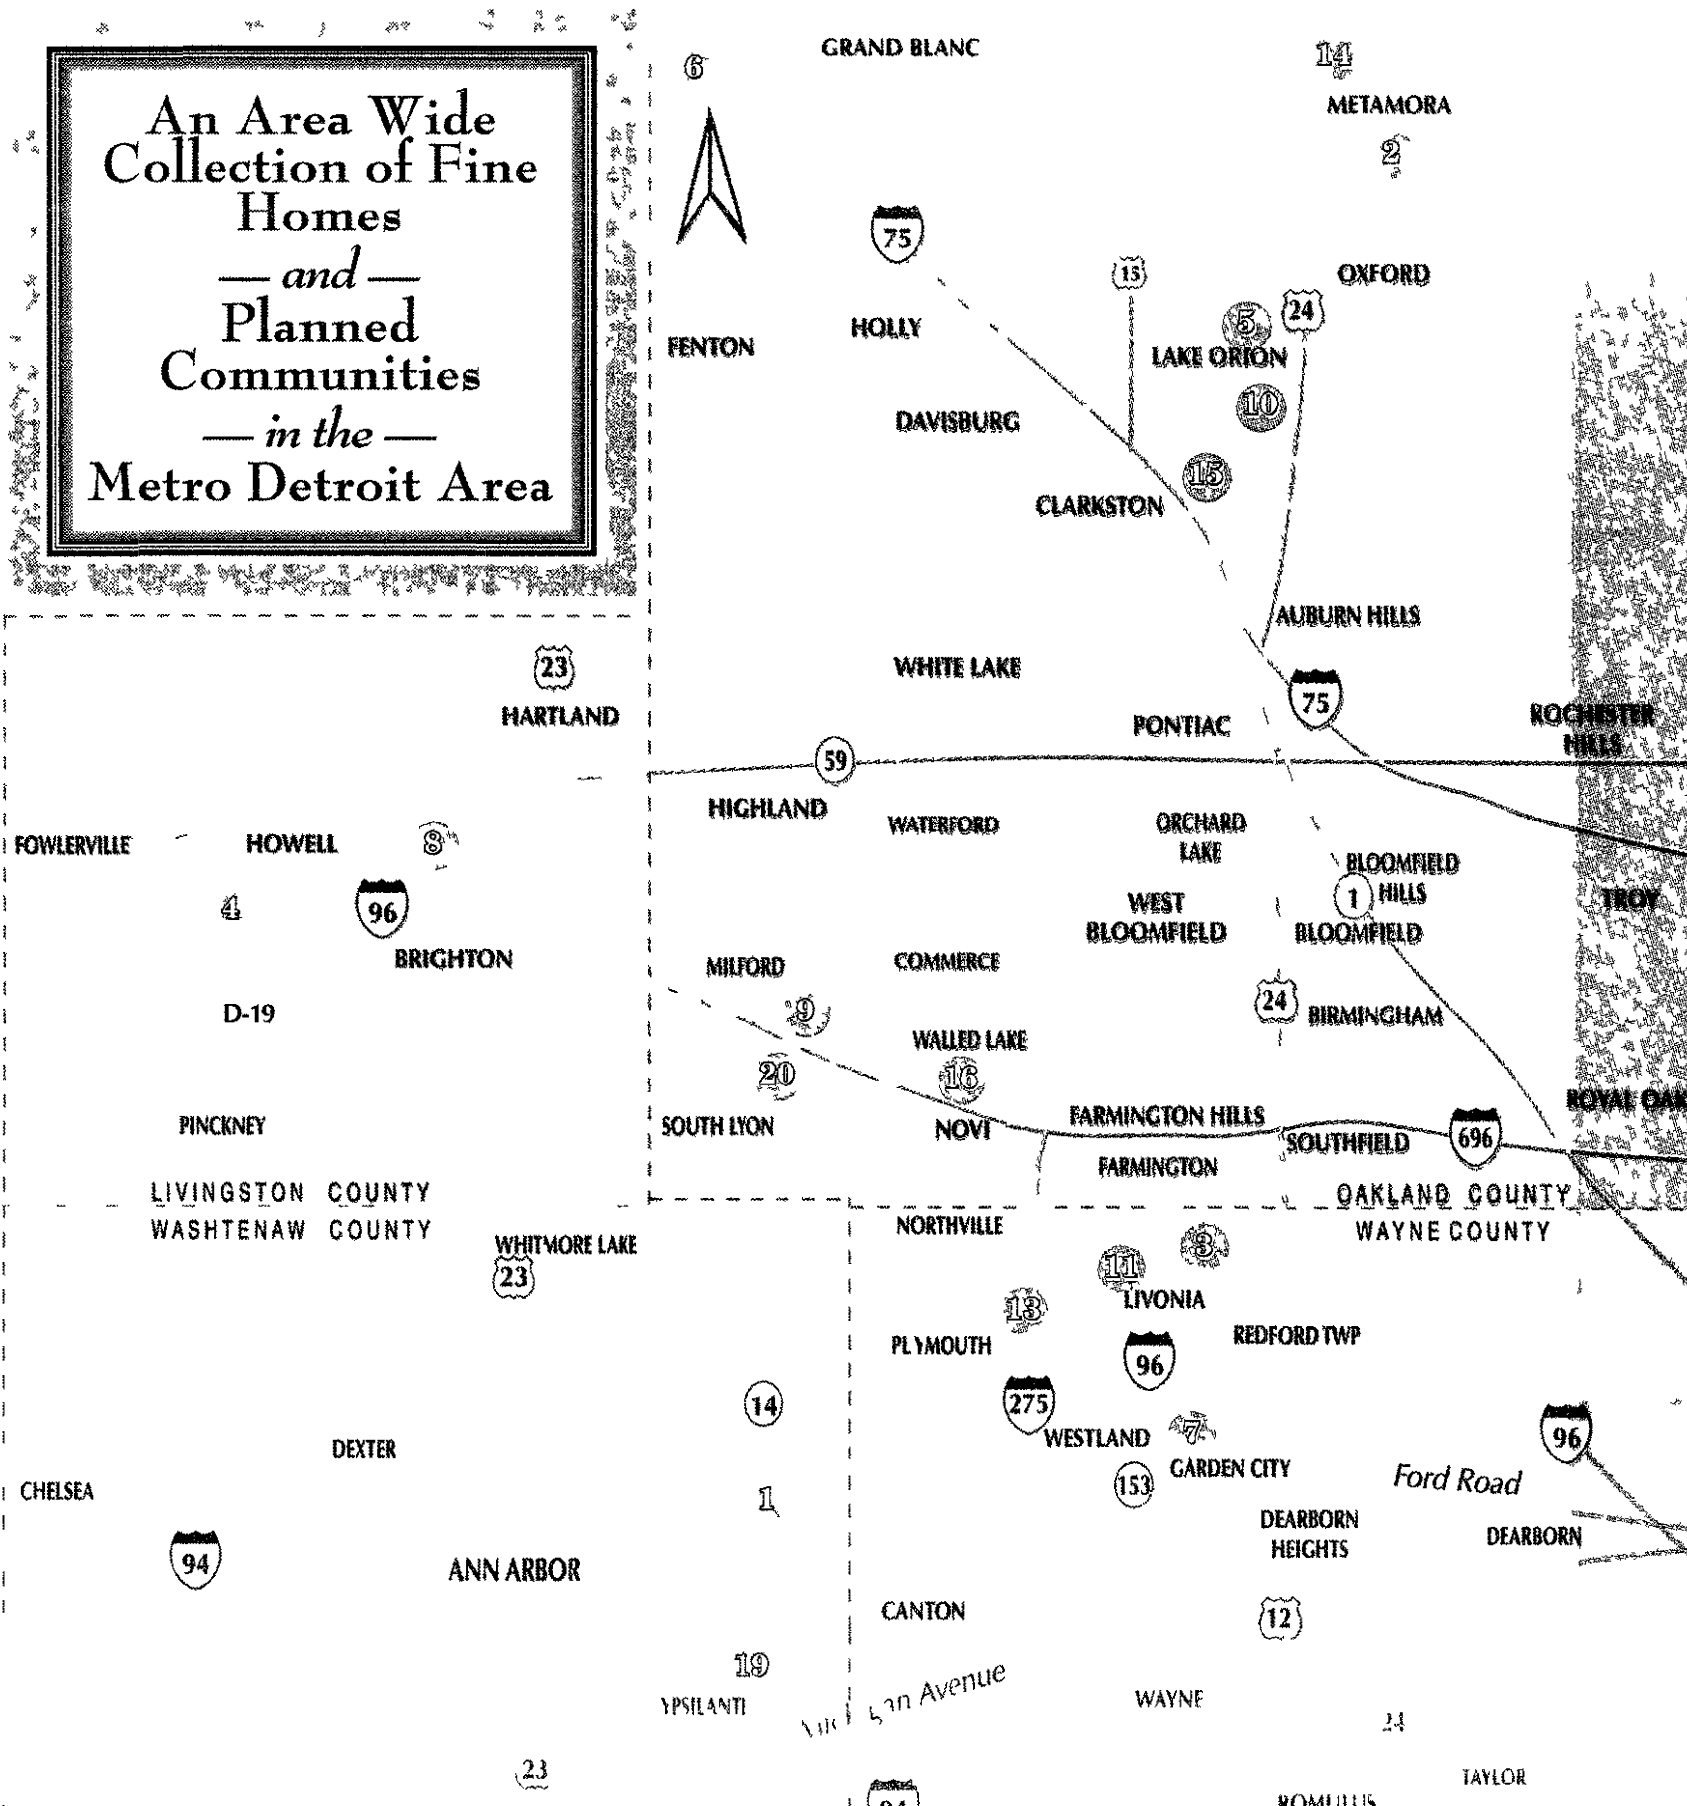 An Area Wide
Collection of Fine
Homes
— and —
Planned
Communities
— in the —
Metro Detroit Area
6
GRAND BLANC
14
METAMORA
2
75
15
OXFORD
24
5
HOLLY
FENTON
LAKE ORION
10
DAVISBURG
15
CLARKSTON
AUBURN HILLS
23
WHITE LAKE
75
HARTLAND
PONTIAC
ROCHESTER
HILLS
59
HIGHLAND
WATERFORD
ORCHARD
LAKE
FOWLERVILLE
HOWELL
8
BLOOMFIELD
HILLS
1
4
96
WEST
BLOOMFIELD
TROY
BLOOMFIELD
BRIGHTON
MILFORD
COMMERCE
24
D-19
9
BIRMINGHAM
WALLED LAKE
20
16
ROYAL OAK
PINCKNEY
SOUTH LYON
NOVI
FARMINGTON HILLS
SOUTHFIELD
696
FARMINGTON
LIVINGSTON COUNTY
OAKLAND COUNTY
WASHTENAW COUNTY
NORTHVILLE
WAYNE COUNTY
WHITMORE LAKE
23
3
11
LIVONIA
13
PLYMOUTH
REDFORD TWP
96
275
14
WESTLAND
7
96
DEXTER
GARDEN CITY
153
Ford Road
CHELSEA
1
DEARBORN
HEIGHTS
DEARBORN
94
ANN ARBOR
CANTON
12
19
YPSILANTI
Avenue
WAYNE
24
23
TAYLOR
94
ROMULUS